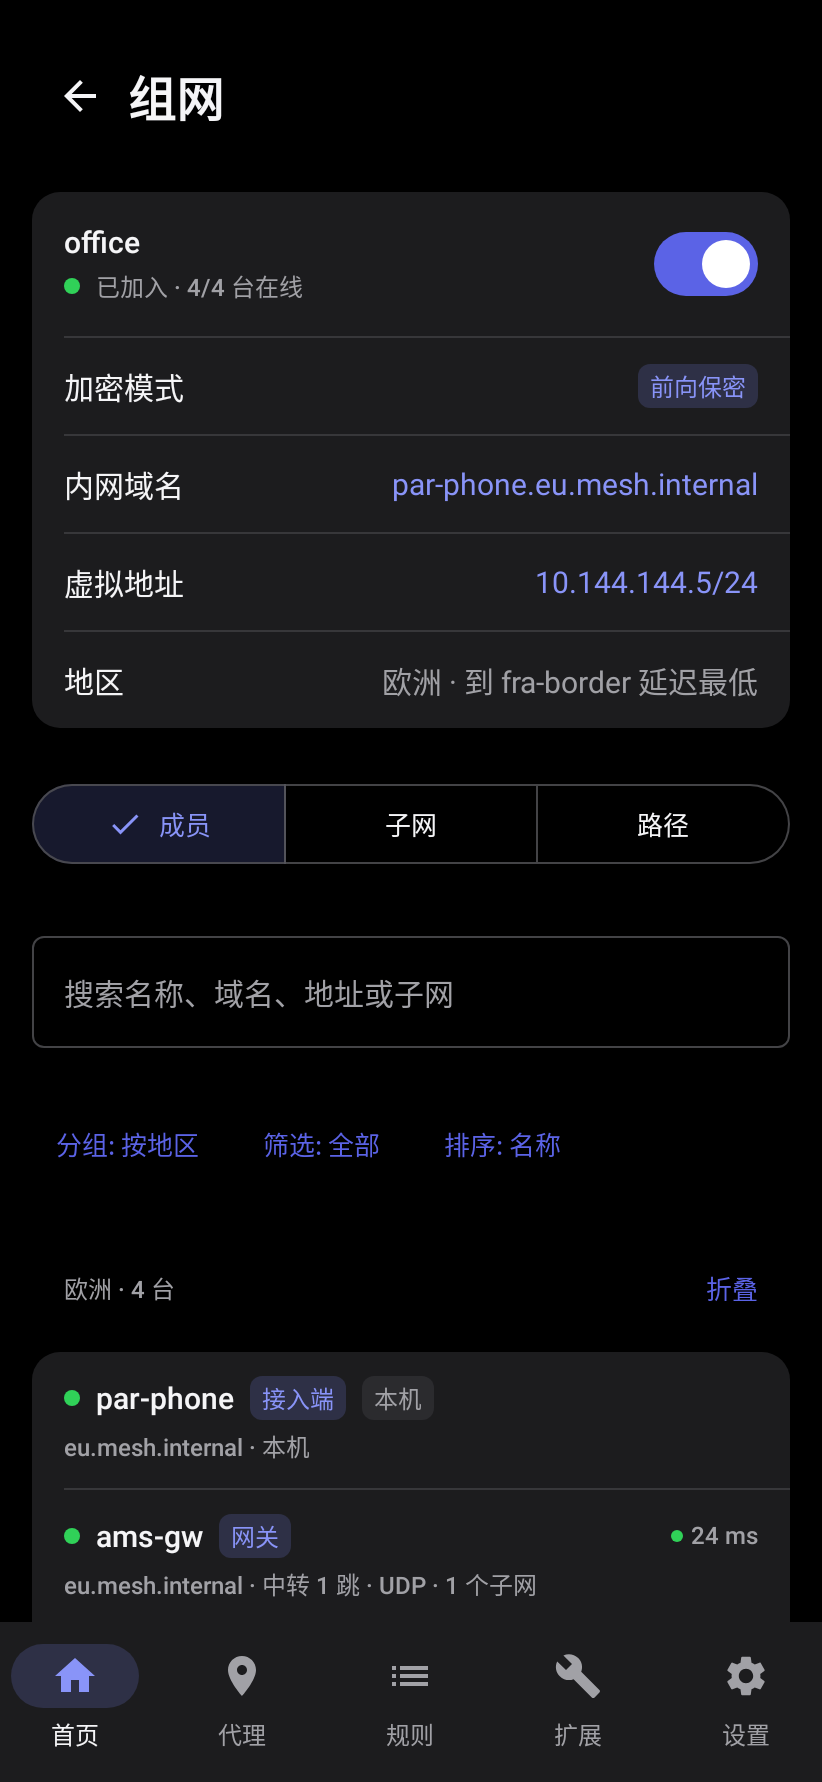 组网
office
已加入 · 4/4 台在线
加密模式 前向保密
内网域名 par-phone.eu.mesh.internal
虚拟地址 10.144.144.5/24
地区 欧洲 · 到 fra-border 延迟最低
成员 子网 路径
搜索名称、域名、地址或子网
分组: 按地区 筛选: 全部 排序: 名称
欧洲 · 4 台 折叠
par-phone 接入端 本机
eu.mesh.internal · 本机
ams-gw 网关 24 ms
eu.mesh.internal · 中转 1 跳 · UDP · 1 个子网
首页 代理 规则 扩展 设置